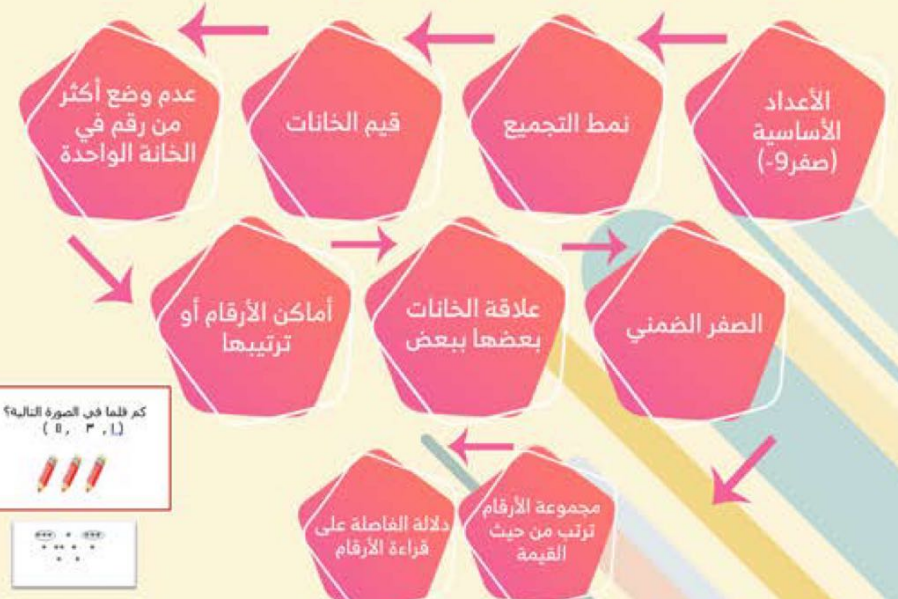 الأعداد
الأساسية
(صفر9-)
نمط التجميع
قيم الخانات
عدم وضع أكثر
من رقم في
الخانة الواحدة
أماكن الأرقام أو
ترتيبها
علاقة الخانات
بعضها ببعض
الصفر الضمني
مجموعة الأرقام
ترتب من حيث
القيمة
دلالة الفاصلة على
قراءة الأرقام
كم قلما في الصورة التالية؟